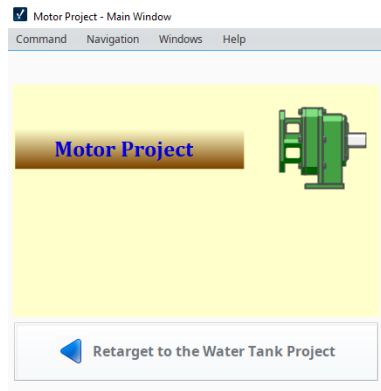 Motor Project - Main Window
Command Navigation Windows Help
Motor Project
Retarget to the Water Tank Project